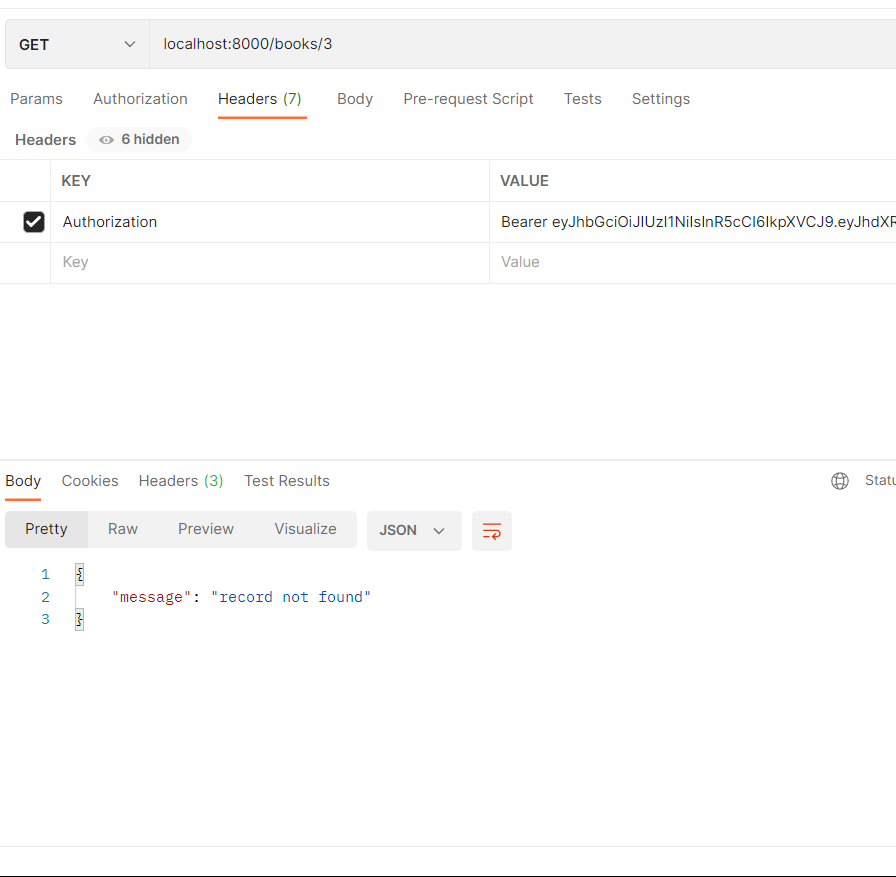 GET localhost:8000/books/3
Params Authorization Headers (7) Body Pre-request Script Tests Settings
Headers 6 hidden
KEY VALUE
Authorization Bearer eyJhbGciOiJIUzI1NiIsInR5cCI6IkpXVCJ9.eyJhdXR
Key Value
Body Cookies Headers (3) Test Results Statu
Pretty Raw Preview Visualize JSON
1 {
2 "message": "record not found"
3 }